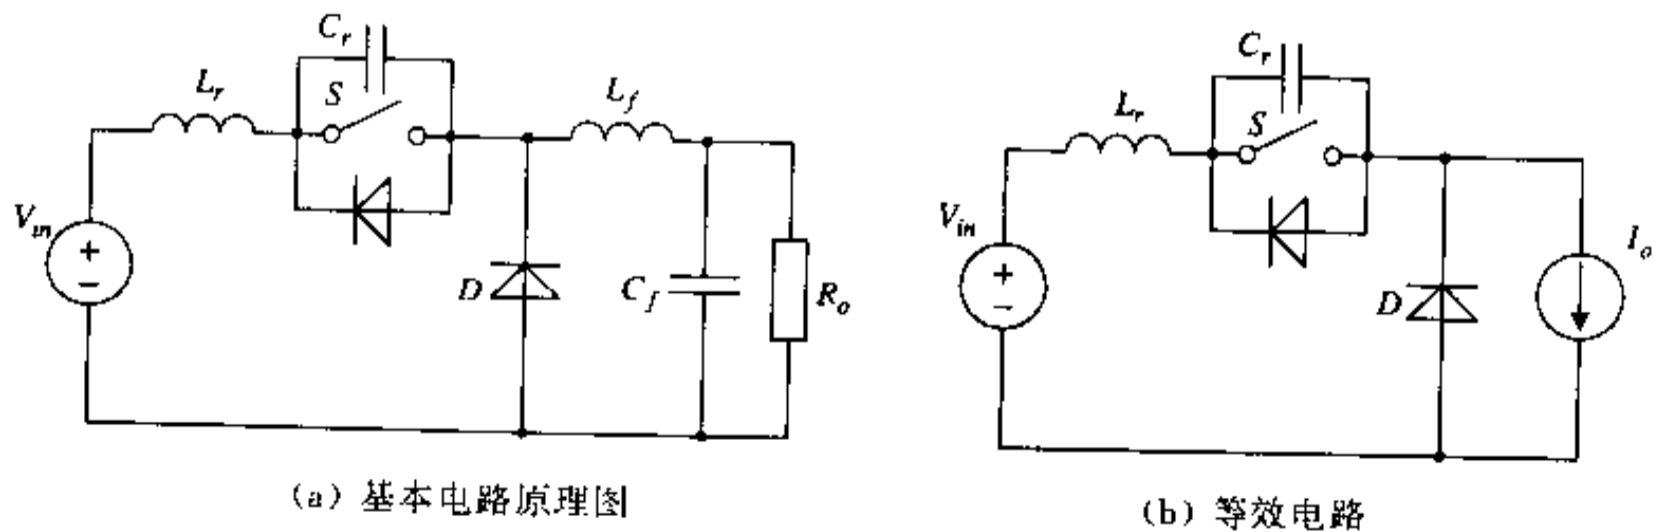 C_r
L_r
S
L_f
V_in
D
C_f
R_o
(a) 基本电路原理图
C_r
L_r
S
V_in
D
I_o
(b) 等效电路